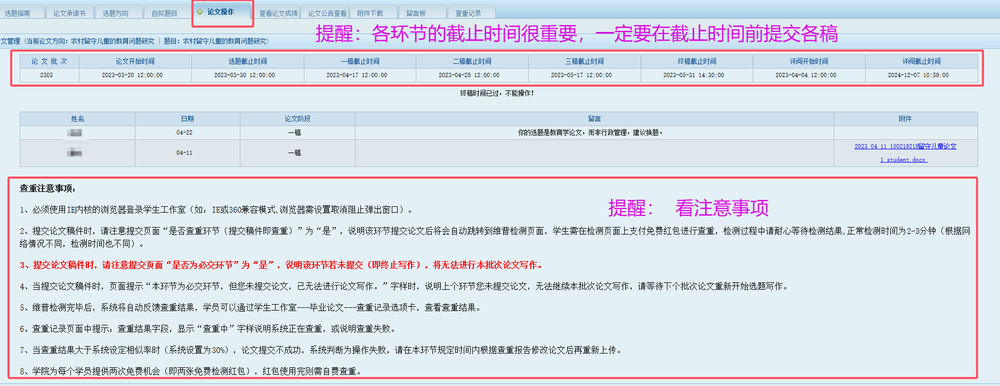 选题指南 论文承诺书 选题方向 自拟题目 论文操作 查看论文成绩 论文公告查看 附件下载 留言板 查重记录
提醒：各环节的截止时间很重要，一定要在截止时间前提交各稿
文管理（当前论文方向：农村留守儿童的教育问题研究 | 题目：农村留守儿童的教育问题研究）
论 文 批 次 论文开始时间 选题截止时间 一稿截止时间 二稿截止时间 三稿截止时间 终稿截止时间 评阅开始时间 评阅截止时间
2303 2023-03-20 12:00:00 2023-03-30 12:00:00 2023-04-17 12:00:00 2023-04-28 12:00:00 2023-05-17 12:00:00 2023-05-31 14:30:00 2023-04-04 12:00:00 2024-12-07 10:59:00
终稿时间已过，不能操作！
姓名 日期 论文阶段 留言 附件
04-22 一稿 你的选题是教育学论文，而非行政管理，建议换题。
04-11 一稿 2023_04_11_150219219留守儿童论文
1_student.docx
查重注意事项：
提醒： 看注意事项
1、必须使用IE内核的浏览器登录学生工作室（如：IE或360兼容模式,浏览器需设置取消阻止弹出窗口）。
2、提交论文稿件时，请注意提交页面“是否查重环节（提交稿件即查重）”为“是”，说明该环节提交论文后将会自动跳转到维普检测页面，学生需在检测页面上支付免费红包进行查重，检测过程中请耐心等待检测结果,正常检测时间为2-3分钟（根据网
络情况不同，检测时间也不同）。
3、提交论文稿件时，请注意提交页面“是否为必交环节”为“是”，说明该环节若未提交（即终止写作），将无法进行本批次论文写作。
4、当提交论文稿件时，页面提示“本环节为必交环节，但您未提交论文，已无法进行论文写作。”字样时，说明上个环节您未提交论文，无法继续本批次论文写作，请等待下个批次论文重新开始选题写作。
5、维普检测完毕后，系统将自动反馈查重结果，学员可以通过学生工作室---毕业论文---查重记录选项卡，查看查重结果。
6、查重记录页面中提示：查重结果字段，显示“查重中”字样说明系统正在查重，或说明查重失败。
7、当查重结果大于系统设定相似率时（系统设置为30%），论文提交不成功，系统判断为操作失败，请在本环节规定时间内根据查重报告修改论文后再重新上传。
8、学院为每个学员提供两次免费机会（即两张免费检测红包），红包使用完则需自费查重。